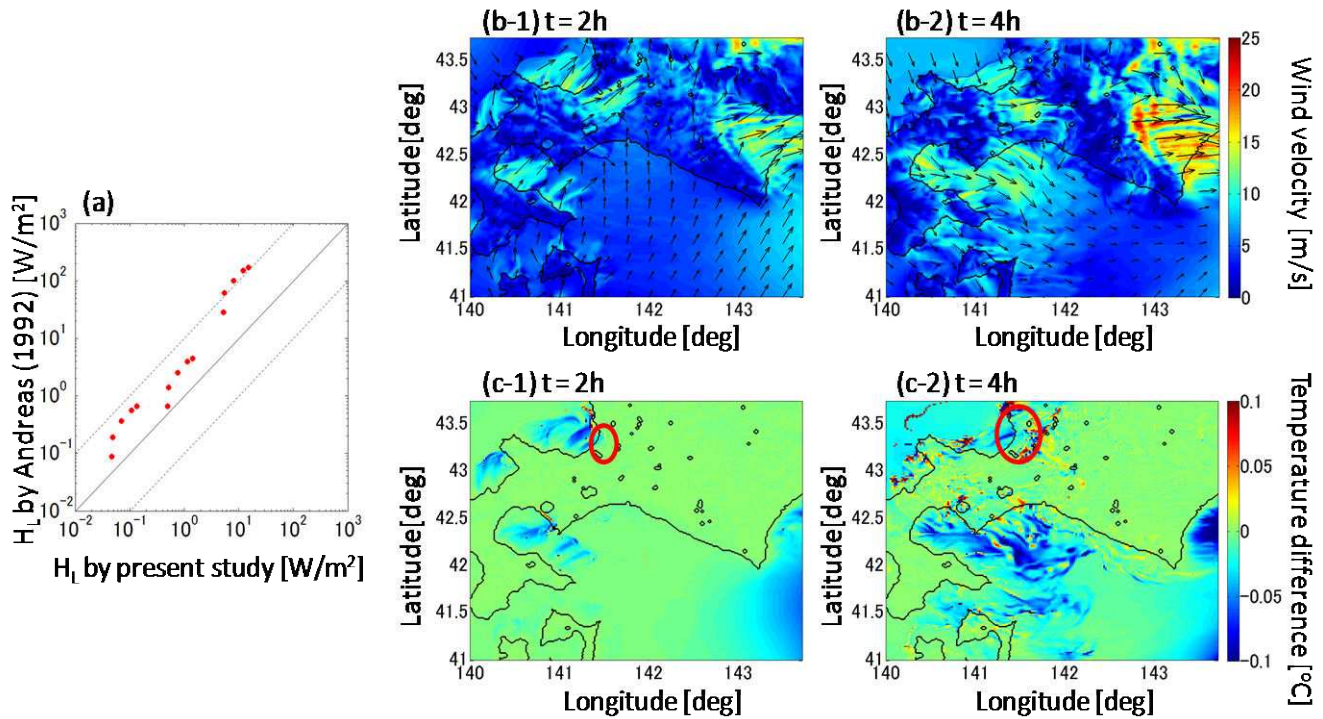 (a)
H_L by Andreas (1992) [W/m²]
10³
10²
10¹
10⁰
10⁻¹
10⁻²
10⁻² 10⁻¹ 10⁰ 10¹ 10² 10³
H_L by present study [W/m²]
(b-1) t = 2h
Latitude[deg]
43.5
43
42.5
42
41.5
41
140 141 142 143
Longitude [deg]
(b-2) t = 4h
Latitude[deg]
43.5
43
42.5
42
41.5
41
140 141 142 143
Longitude [deg]
25
20
15
10
5
0
Wind velocity [m/s]
(c-1) t = 2h
Latitude[deg]
43.5
43
42.5
42
41.5
41
140 141 142 143
Longitude [deg]
(c-2) t = 4h
Latitude[deg]
43.5
43
42.5
42
41.5
41
140 141 142 143
Longitude [deg]
0.1
0.05
0
−0.05
−0.1
Temperature difference [°C]